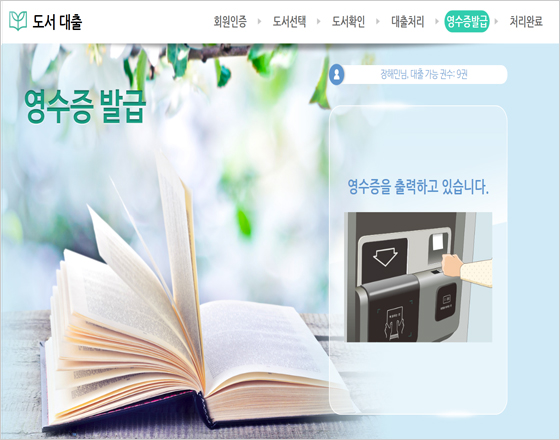 도서 대출
회원인증 도서선택 도서확인 대출처리 영수증발급 처리완료
장해민님, 대출 가능 권수: 9권
영수증 발급
영수증을 출력하고 있습니다.